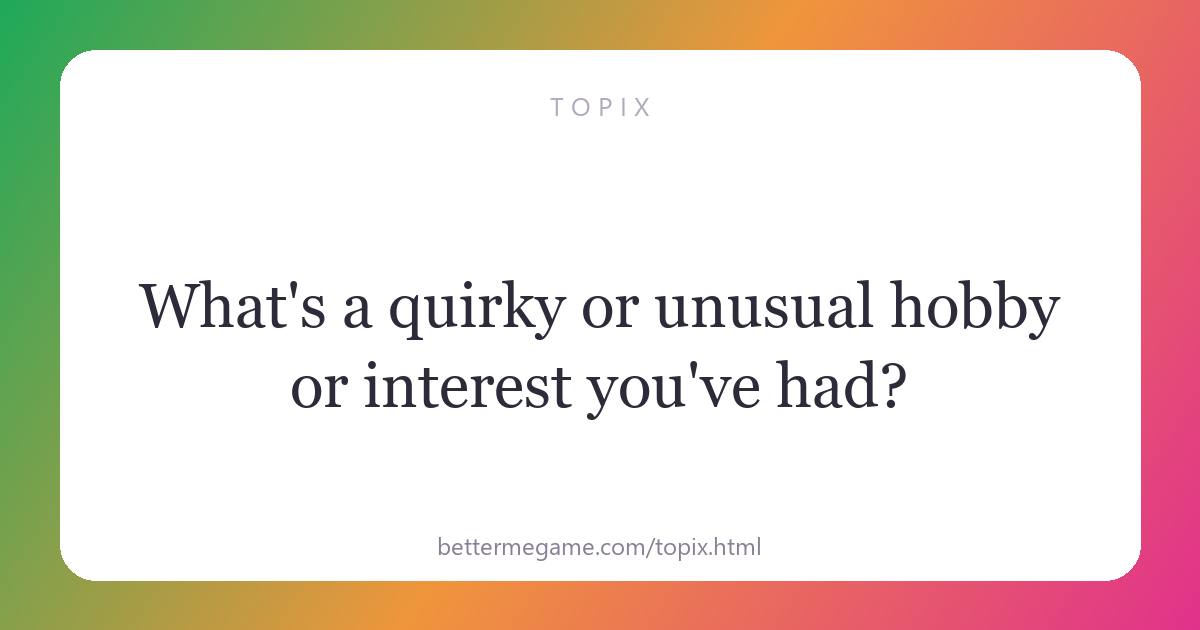 TOPIX
What's a quirky or unusual hobby
or interest you've had?
bettermegame.com/topix.html